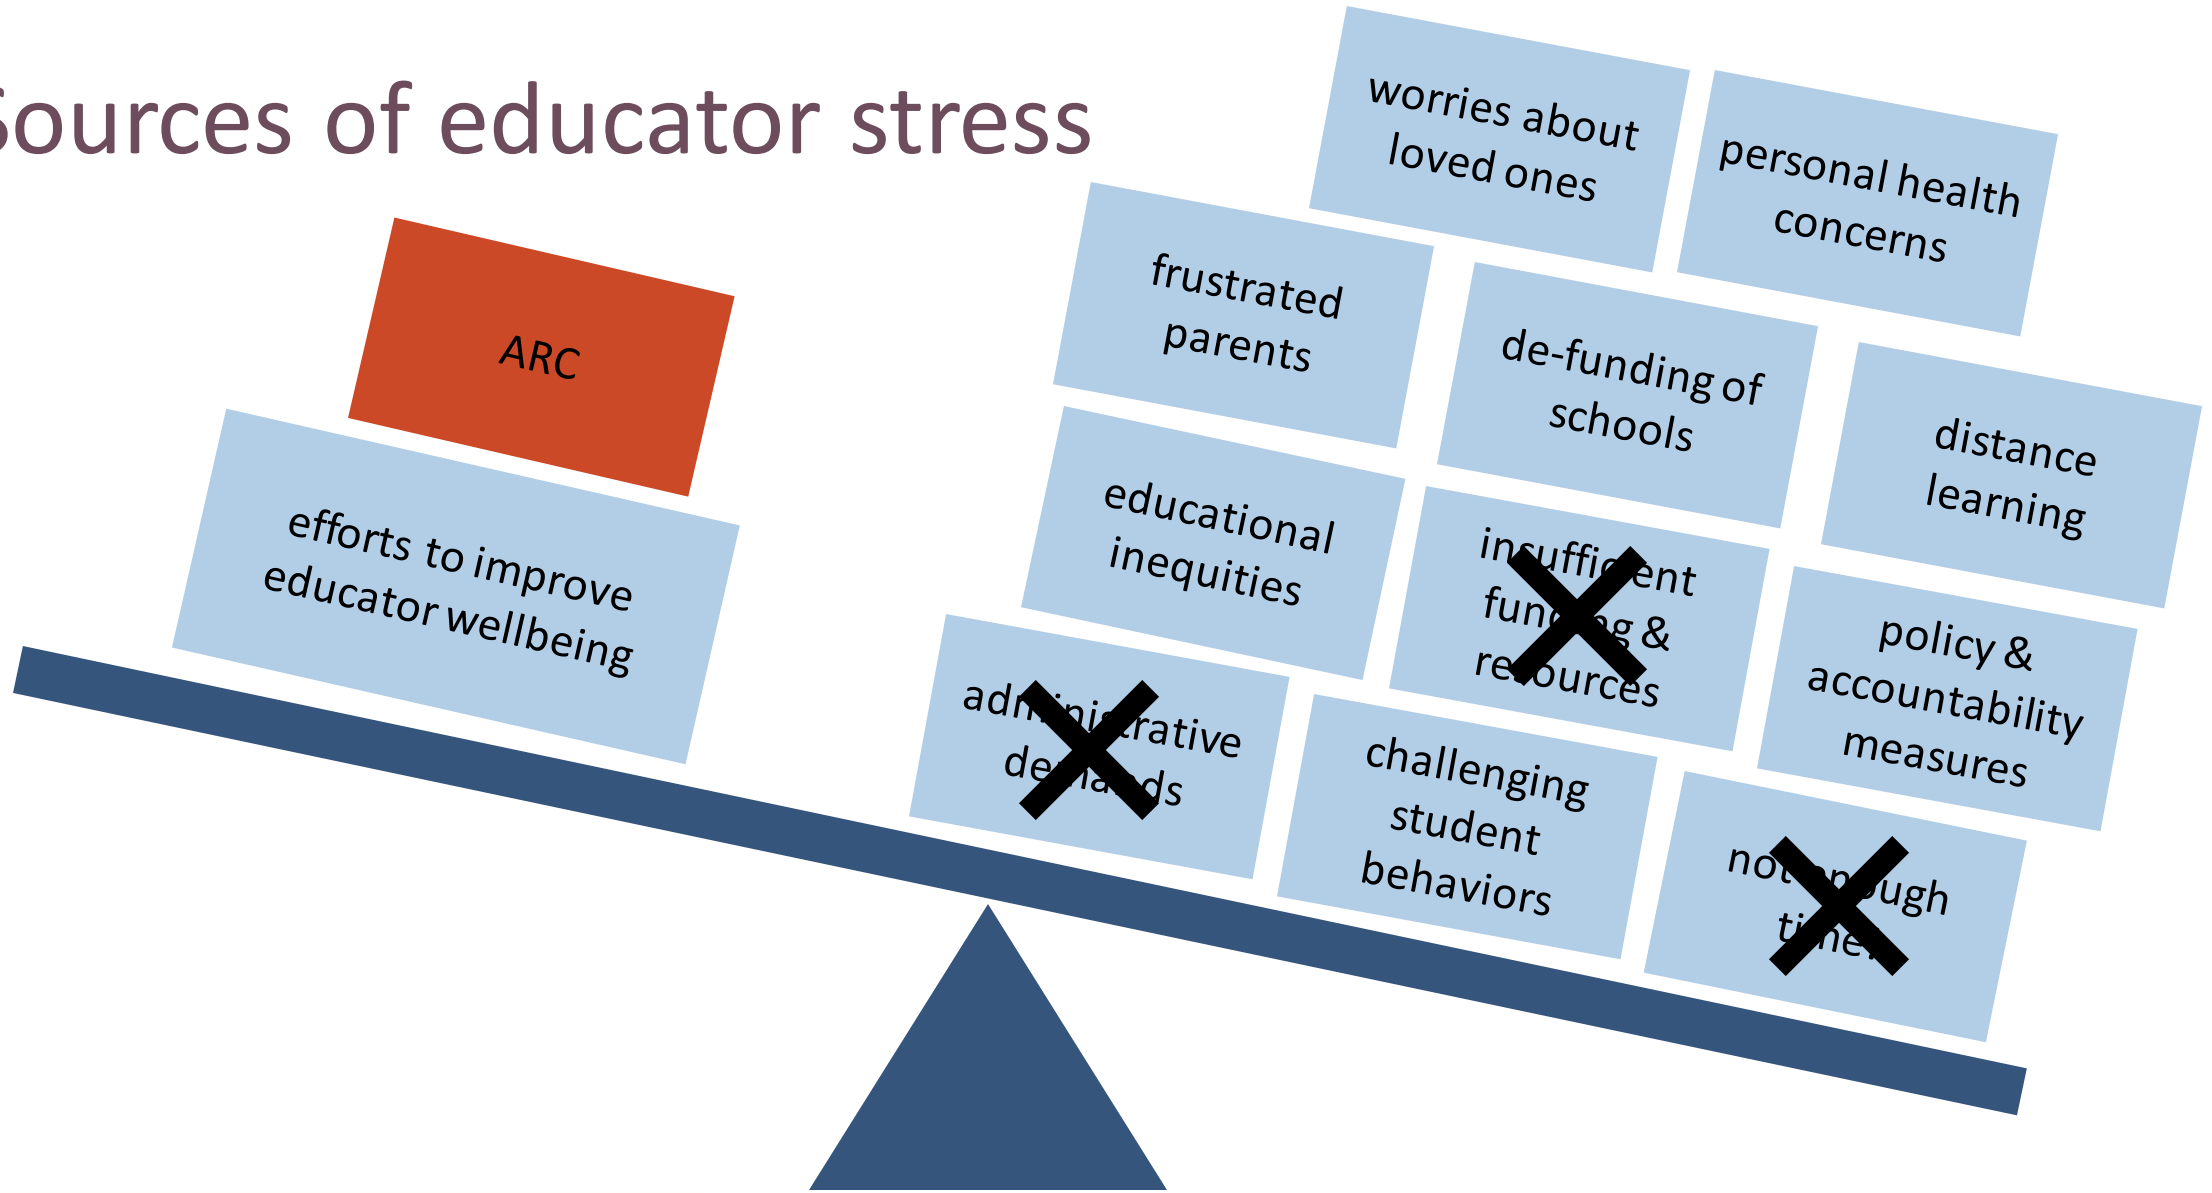 Sources of educator stress
worries about
loved ones
personal health
concerns
frustrated
parents
de-funding of
schools
distance
learning
ARC
efforts to improve
educator wellbeing
educational
inequities
insufficient
funding &
resources
policy &
accountability
measures
administrative
demands
challenging
student
behaviors
not enough
time!